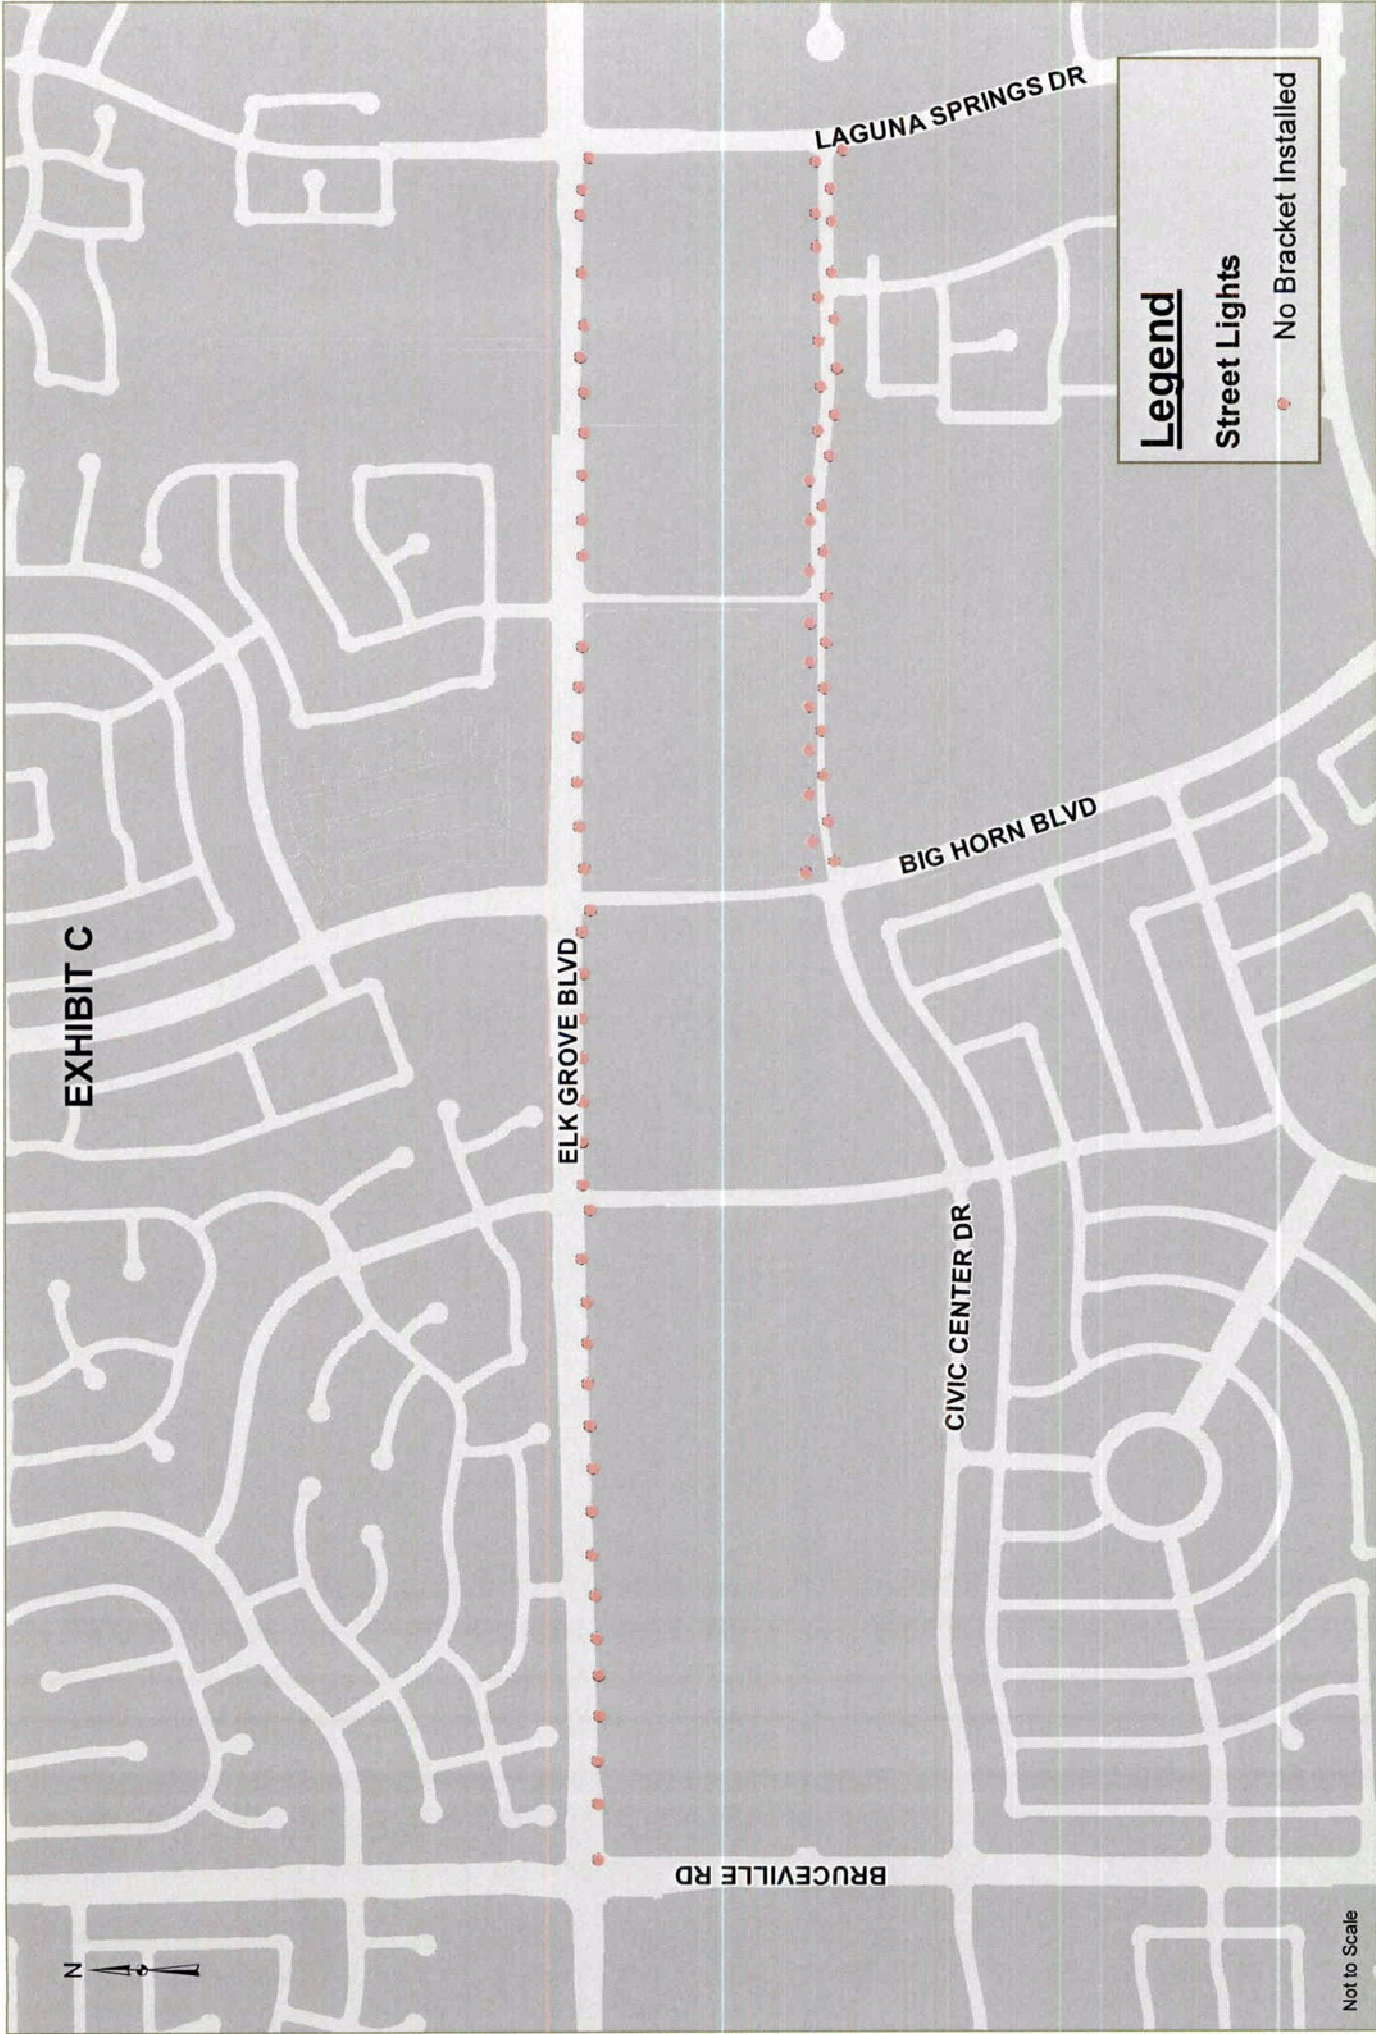 EXHIBIT C
N
ELK GROVE BLVD
BRUCEVILLE RD
BIG HORN BLVD
LAGUNA SPRINGS DR
CIVIC CENTER DR
Legend
Street Lights
No Bracket Installed
Not to Scale